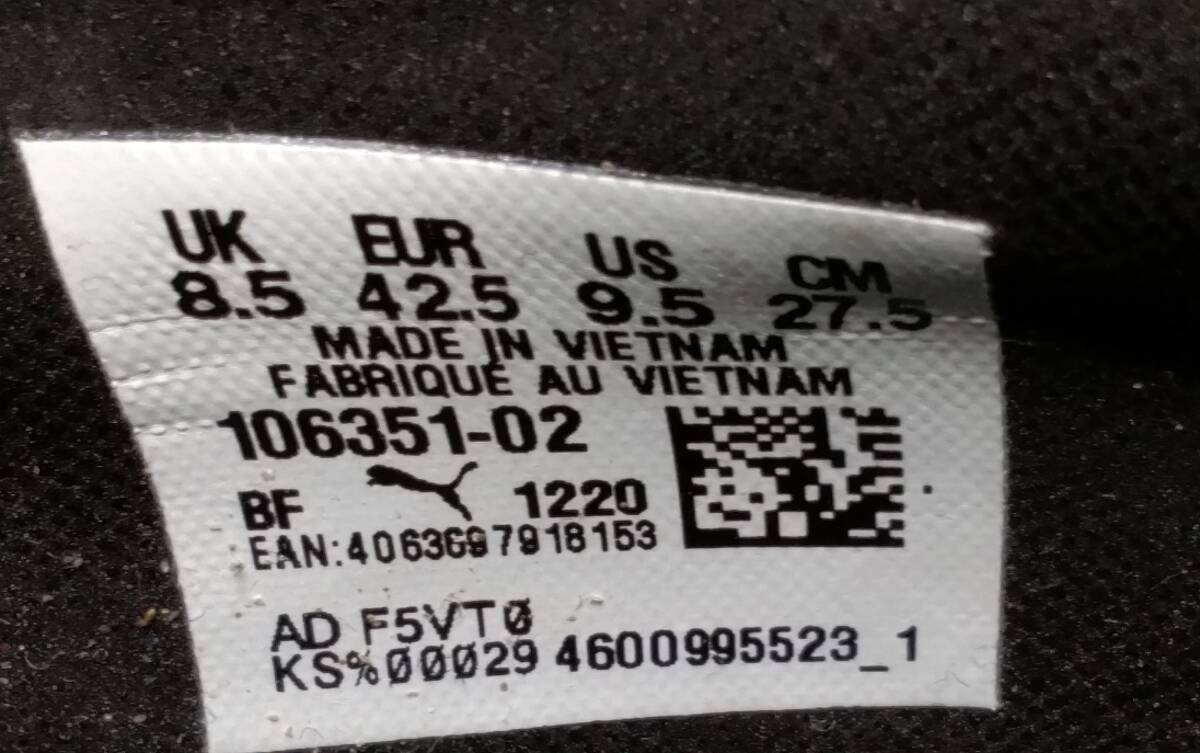 UK EUR US CM
8.5 42.5 9.5 27.5
MADE IN VIETNAM
FABRIQUE AU VIETNAM
106351-02
BF 1220
EAN:4063697918153
AD F5VTØ
KS%ØØØ29 4600995523_1